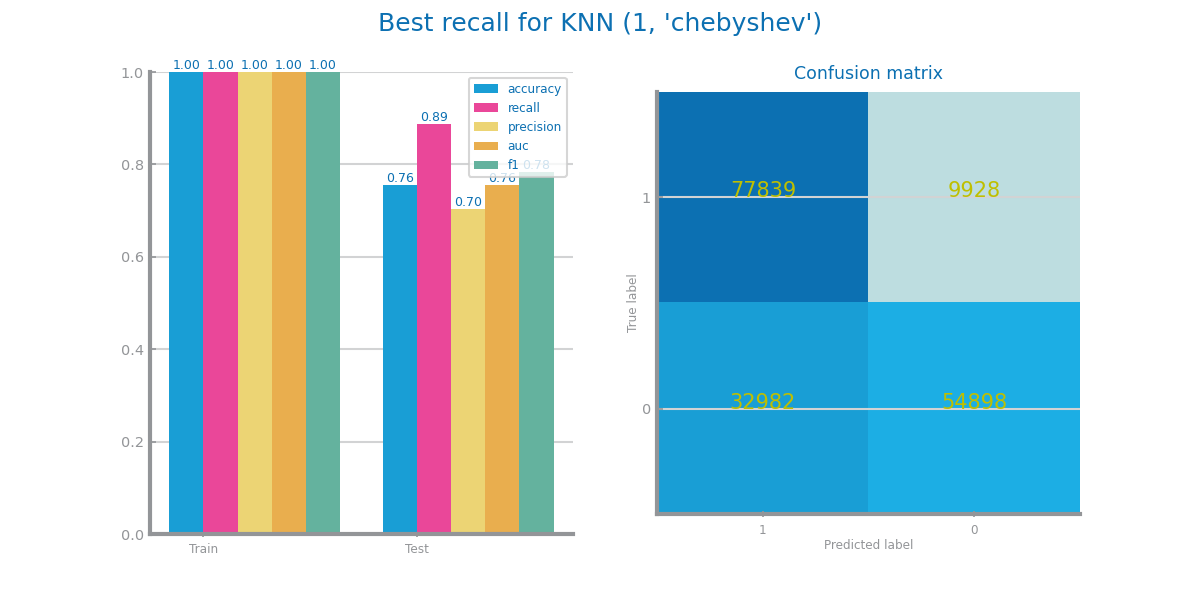 Best recall for KNN (1, 'chebyshev')
1.00 1.00 1.00 1.00 1.00
1.0
0.8
0.6
0.4
0.2
0.0
0.76
0.89
0.70
0.76
0.78
accuracy
recall
precision
auc
f1
Train
Test
Confusion matrix
True label
1
0
77839
9928
32982
54898
1
0
Predicted label